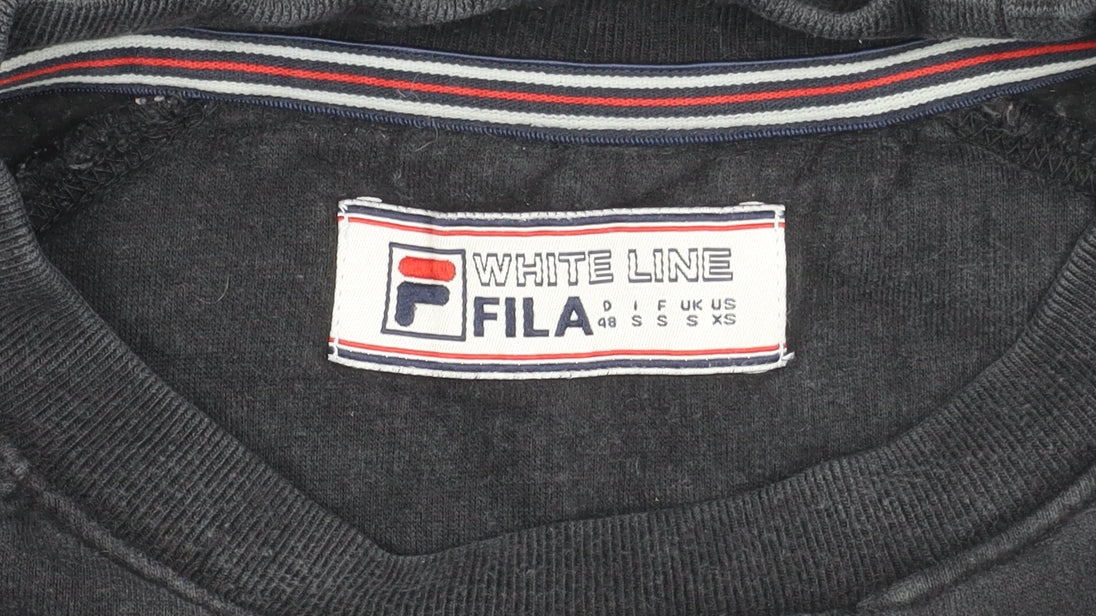 WHITE LINE
FILA
D I F UK US
48 S S S XS